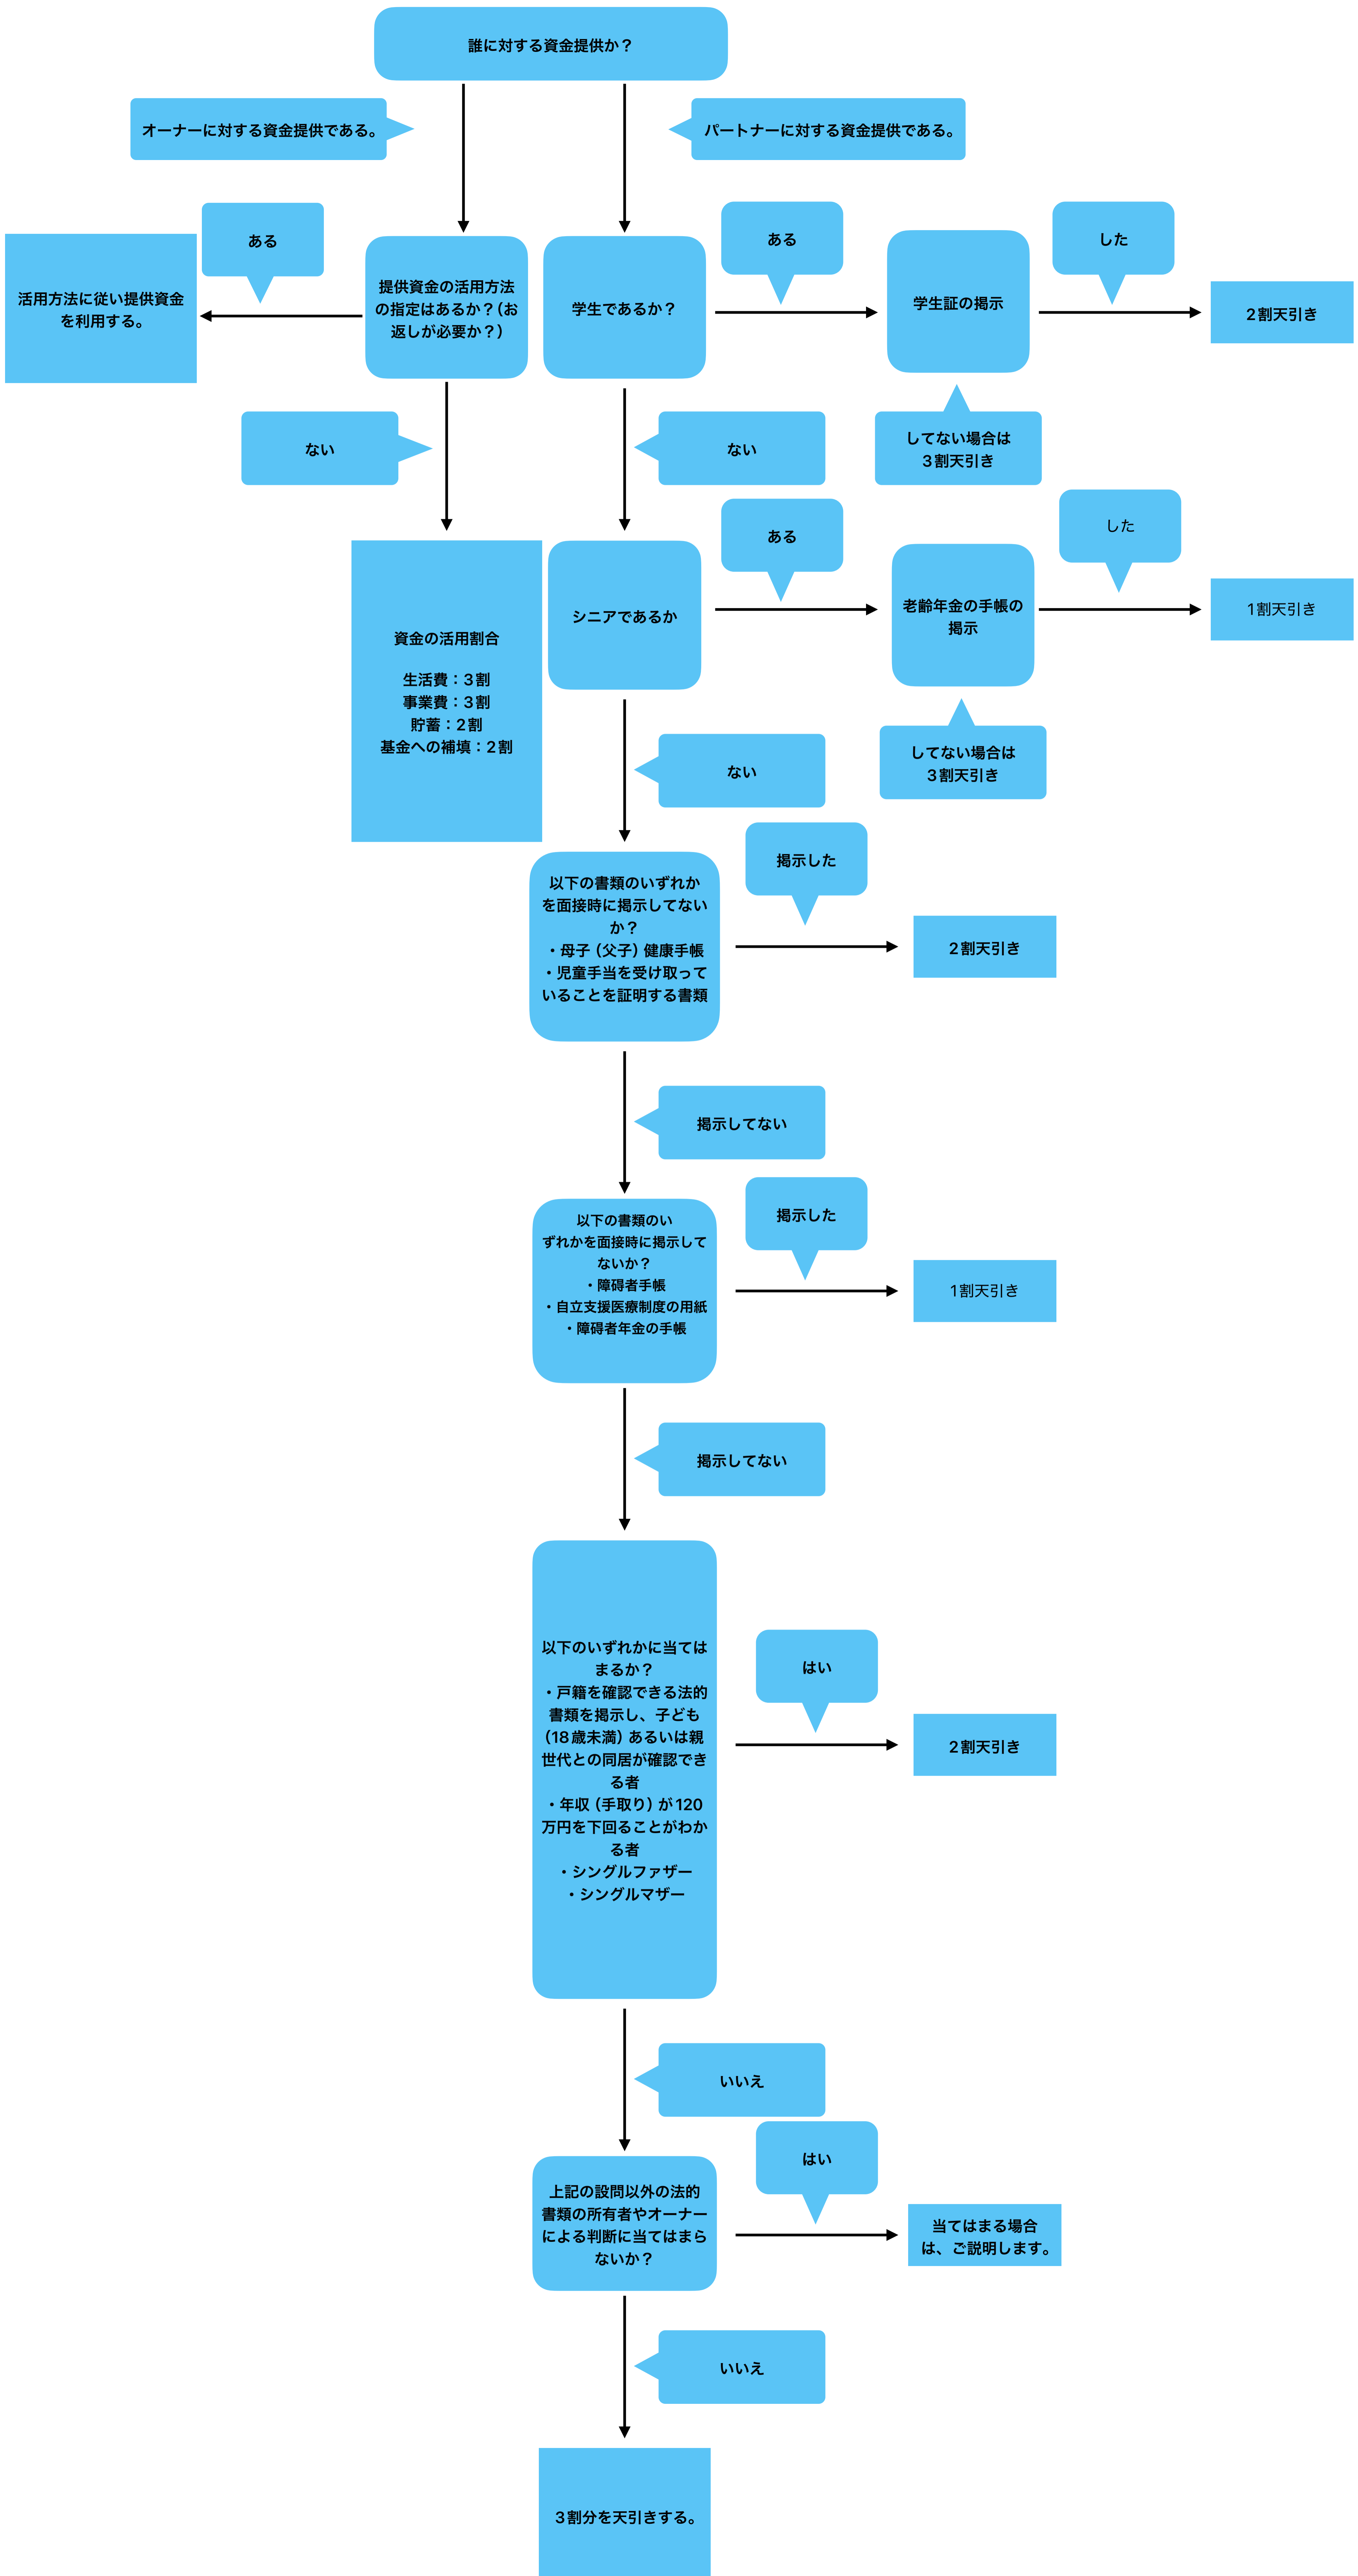 誰に対する資金提供か？
オーナーに対する資金提供である。
パートナーに対する資金提供である。
ある
ある
した
活用方法に従い提供資金
を利用する。
提供資金の活用方法
の指定はあるか？（お
返しが必要か？）
学生であるか？
学生証の掲示
2割天引き
ない
ない
してない場合は
3割天引き
ある
した
資金の活用割合
生活費：3割
事業費：3割
貯蓄：2割
基金への補填：2割
シニアであるか
老齢年金の手帳の
掲示
1割天引き
ない
してない場合は
3割天引き
掲示した
以下の書類のいずれか
を面接時に掲示してない
か？
・母子（父子）健康手帳
・児童手当を受け取って
いることを証明する書類
2割天引き
掲示してない
掲示した
以下の書類のい
ずれかを面接時に掲示して
ないか？
・障碍者手帳
・自立支援医療制度の用紙
・障碍者年金の手帳
1割天引き
掲示してない
以下のいずれかに当ては
まるか？
・戸籍を確認できる法的
書類を掲示し、子ども
（18歳未満）あるいは親
世代との同居が確認でき
る者
・年収（手取り）が120
万円を下回ることがわか
る者
・シングルファザー
・シングルマザー
はい
2割天引き
いいえ
はい
上記の設問以外の法的
書類の所有者やオーナー
による判断に当てはまら
ないか？
当てはまる場合
は、ご説明します。
いいえ
3割分を天引きする。